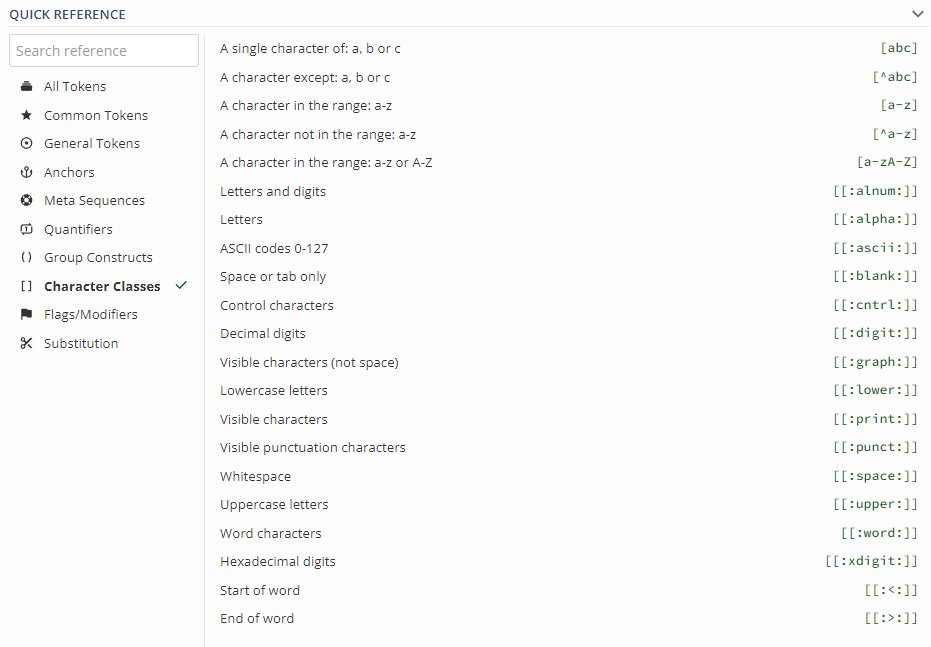 QUICK REFERENCE
Search reference
All Tokens
Common Tokens
General Tokens
Anchors
Meta Sequences
Quantifiers
Group Constructs
Character Classes
Flags/Modifiers
Substitution
A single character of: a, b or c [abc]
A character except: a, b or c [^abc]
A character in the range: a-z [a-z]
A character not in the range: a-z [^a-z]
A character in the range: a-z or A-Z [a-zA-Z]
Letters and digits [[:alnum:]]
Letters [[:alpha:]]
ASCII codes 0-127 [[:ascii:]]
Space or tab only [[:blank:]]
Control characters [[:cntrl:]]
Decimal digits [[:digit:]]
Visible characters (not space) [[:graph:]]
Lowercase letters [[:lower:]]
Visible characters [[:print:]]
Visible punctuation characters [[:punct:]]
Whitespace [[:space:]]
Uppercase letters [[:upper:]]
Word characters [[:word:]]
Hexadecimal digits [[:xdigit:]]
Start of word [[:<:]]
End of word [[:>:]]